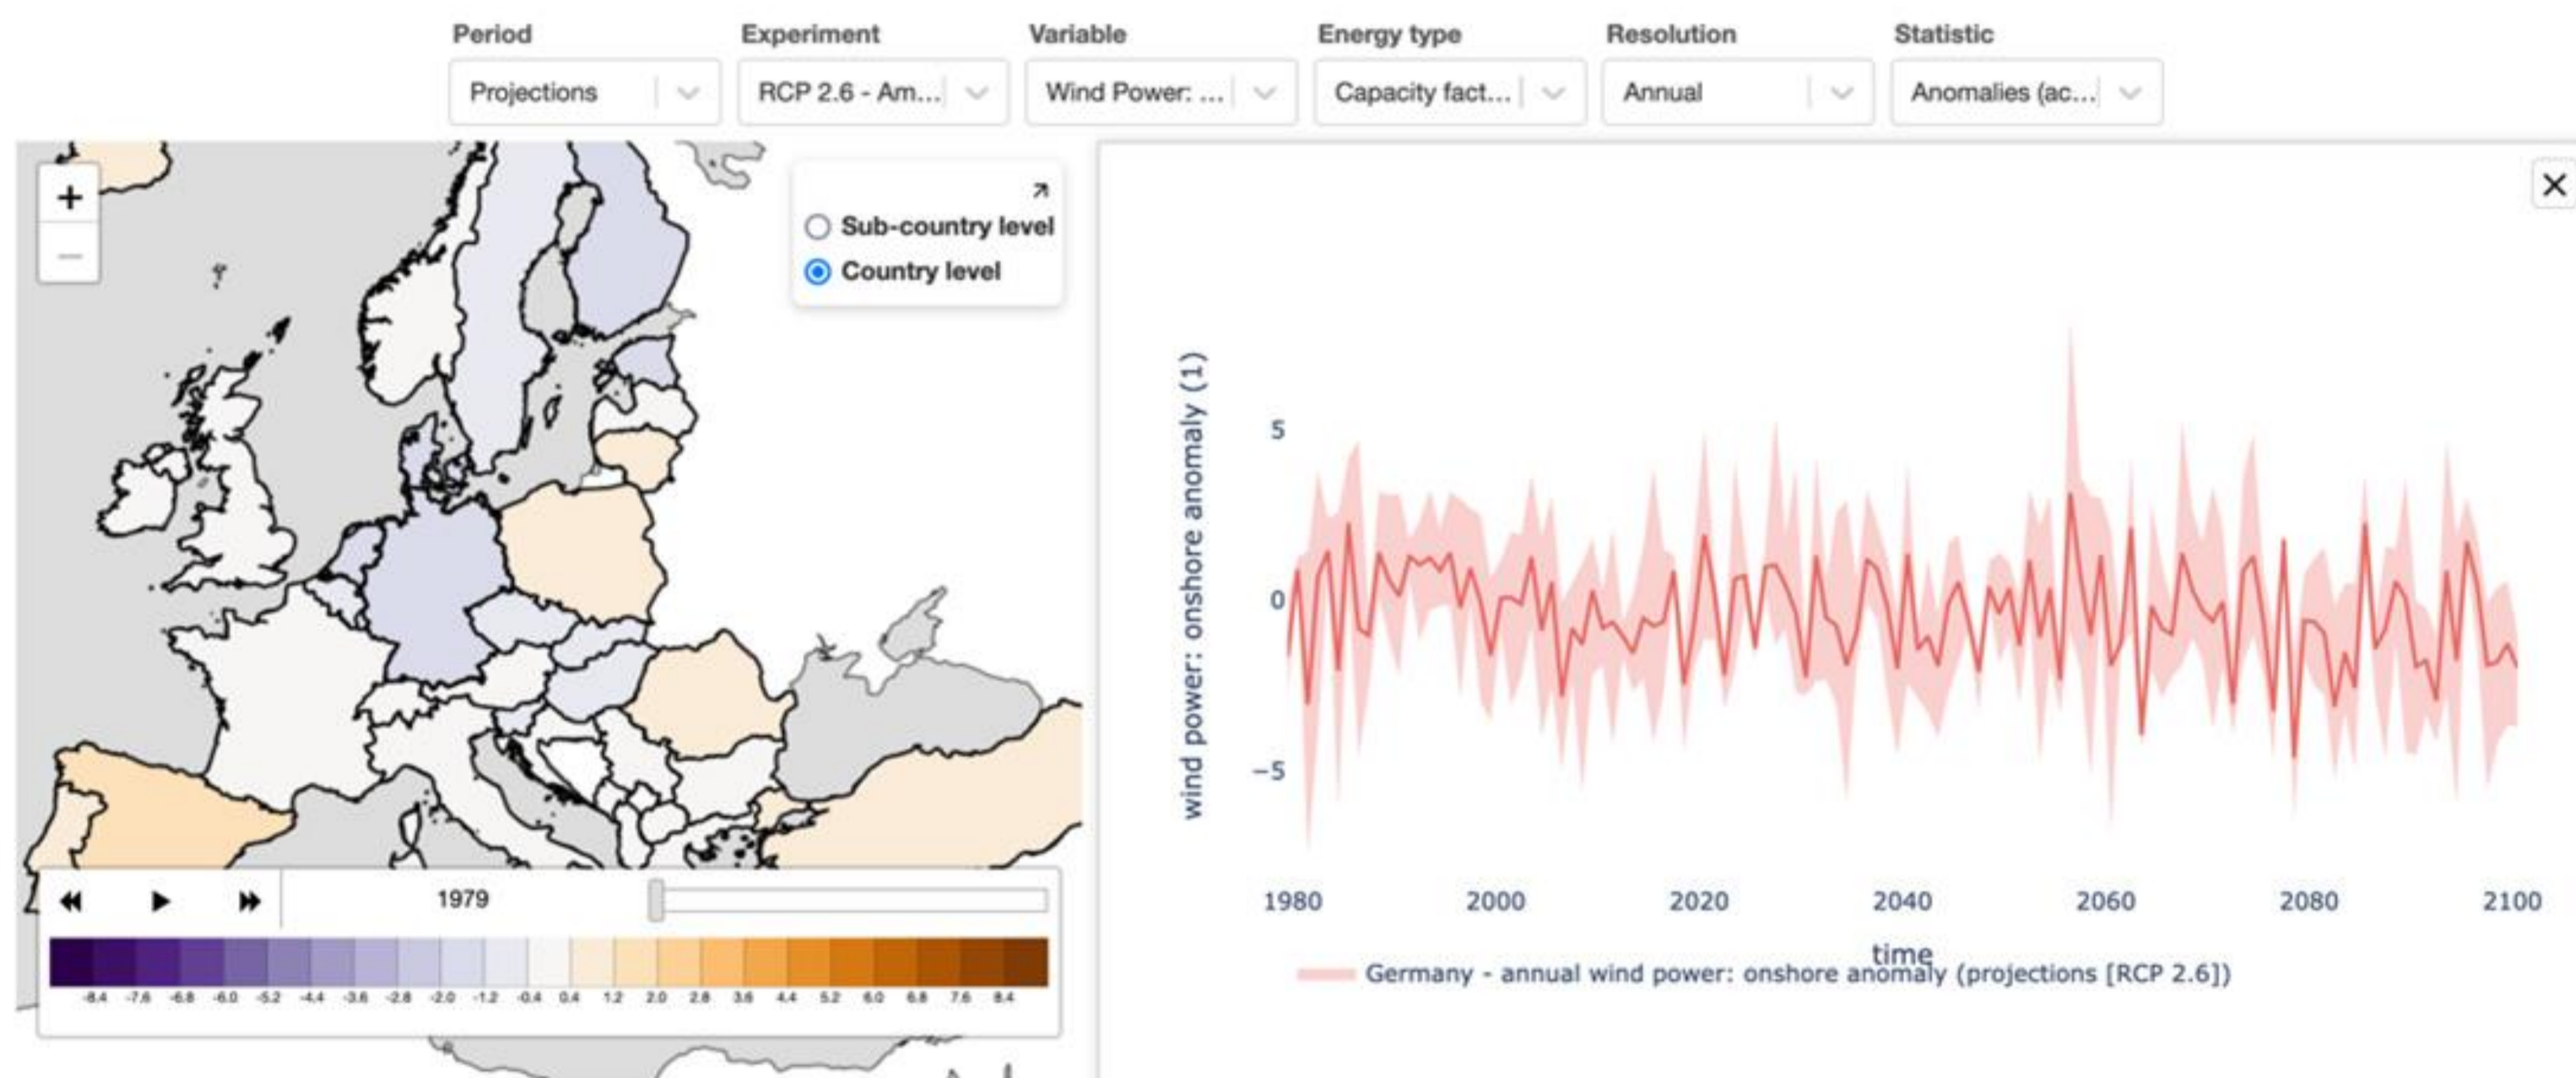 Period Experiment Variable Energy type Resolution Statistic
Projections RCP 2.6 - Am... Wind Power: ... Capacity fact... Annual Anomalies (ac...
+
Sub-country level
−
Country level
wind power: onshore anomaly (1)
5
0
−5
1979
1980 2000 2020 2040 2060 2080 2100
time
Germany - annual wind power: onshore anomaly (projections [RCP 2.6])
-8.4 -7.6 -6.8 -6.0 -5.2 -4.4 -3.6 -2.8 -2.0 -1.2 -0.4 0.4 1.2 2.0 2.8 3.6 4.4 5.2 6.0 6.8 7.6 8.4